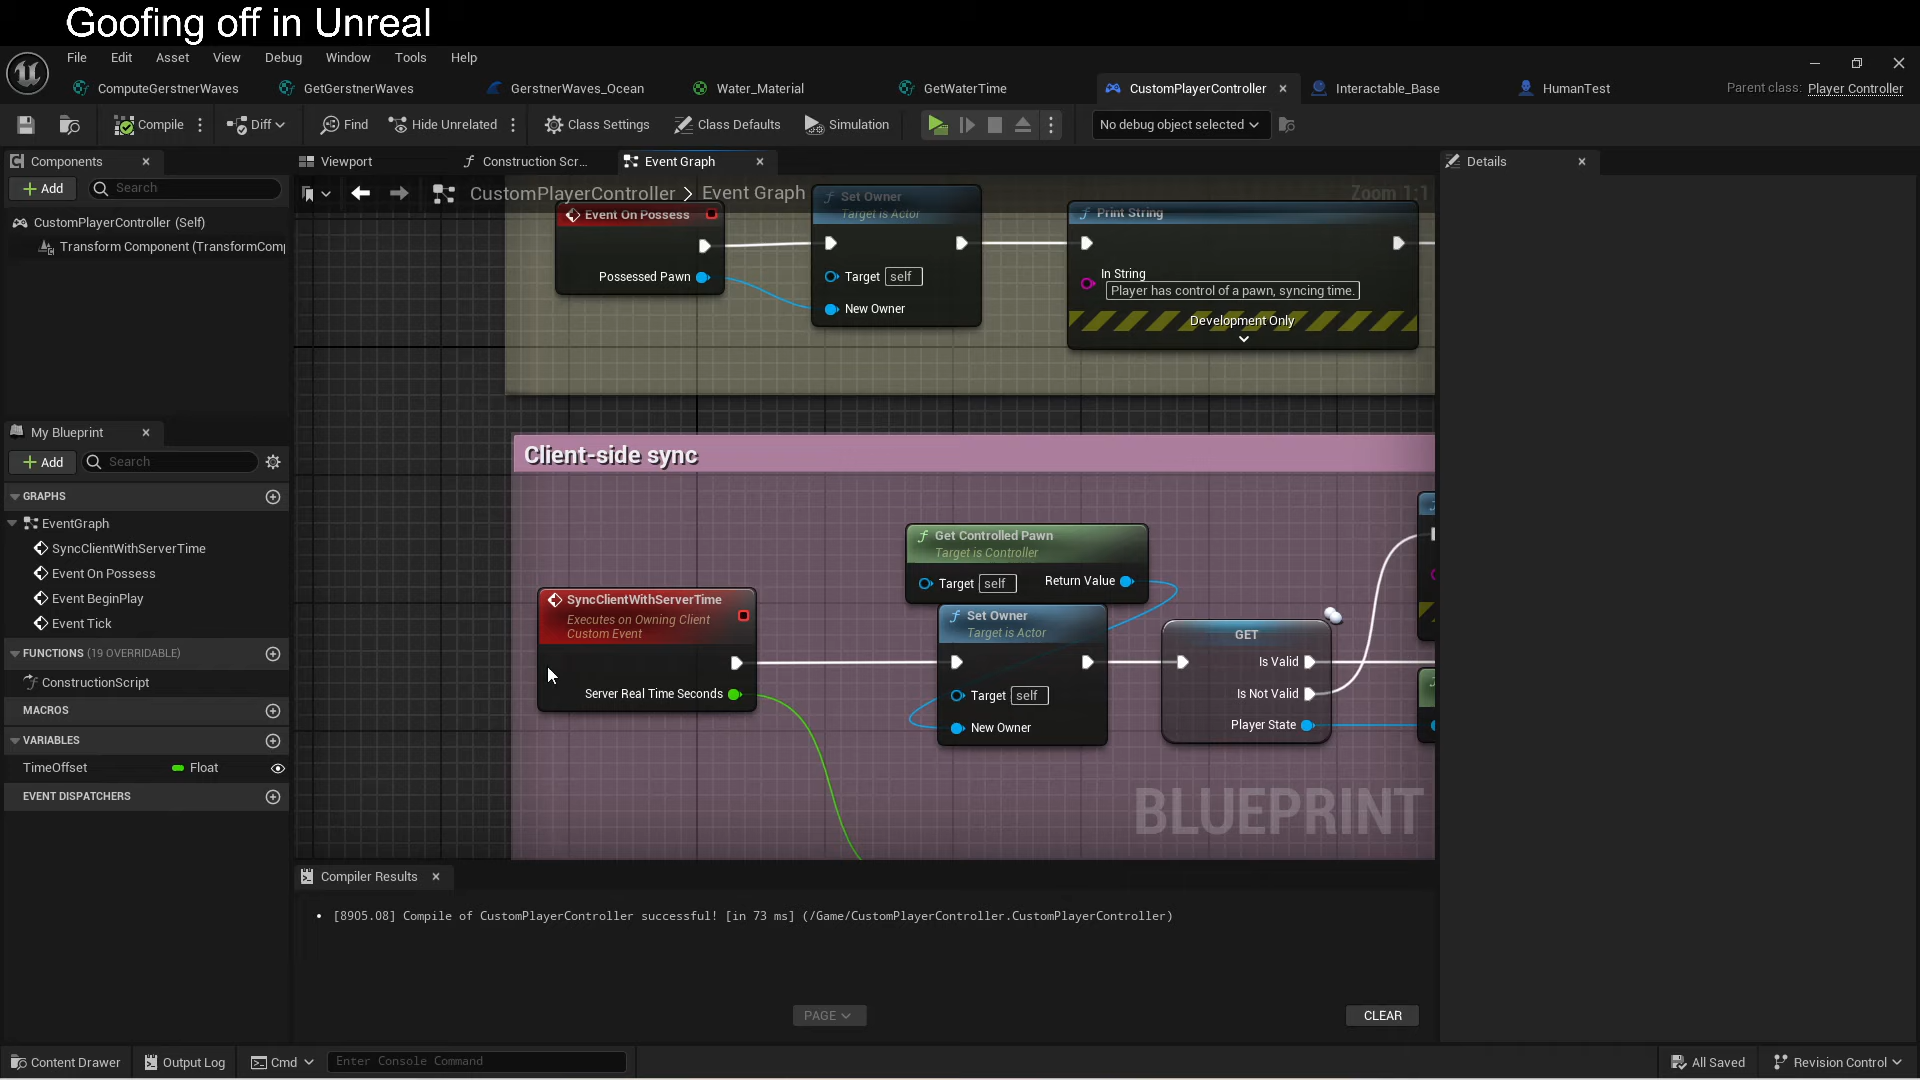 Goofing off in Unreal
File Edit Asset View Window Debug Tools Help
ComputeGerstnerWaves GetGerstnerWaves GerstnerWaves_Ocean Water_Material GetWaterTime CustomPlayerController Interactable_Base HumanTest Parent class: Player Controller
Compile Diff Find Hide Unrelated Class Settings Class Defaults Simulation No debug object selected
Components Viewport Construction Scr... Event Graph Details
Add Search
CustomPlayerController > Event Graph Zoom 1:1
CustomPlayerController (Self)
Transform Component (TransformComp
Event On Possess
Possessed Pawn
Set Owner
Target is Actor
Target self
New Owner
Print String
In String
Player has control of a pawn, syncing time.
Development Only
My Blueprint
Add Search
GRAPHS
EventGraph
SyncClientWithServerTime
Event On Possess
Event BeginPlay
Event Tick
FUNCTIONS (19 OVERRIDABLE)
ConstructionScript
MACROS
VARIABLES
TimeOffset Float
EVENT DISPATCHERS
Client-side sync
SyncClientWithServerTime
Executes on Owning Client
Custom Event
Server Real Time Seconds
Get Controlled Pawn
Target is Controller
Target self Return Value
Set Owner
Target is Actor
Target self
New Owner
GET
Is Valid
Is Not Valid
Player State
BLUEPRINT
Compiler Results
[8905.08] Compile of CustomPlayerController successful! [in 73 ms] (/Game/CustomPlayerController.CustomPlayerController)
PAGE CLEAR
Content Drawer Output Log Cmd Enter Console Command All Saved Revision Control